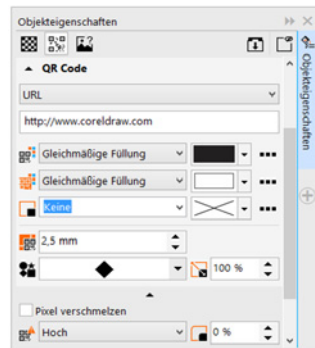 Objekteigenschaften
QR Code
URL
http://www.coreldraw.com
Gleichmäßige Füllung
Gleichmäßige Füllung
Keine
2,5 mm
100 %
Pixel verschmelzen
Hoch
0 %
Objekteigenschaften